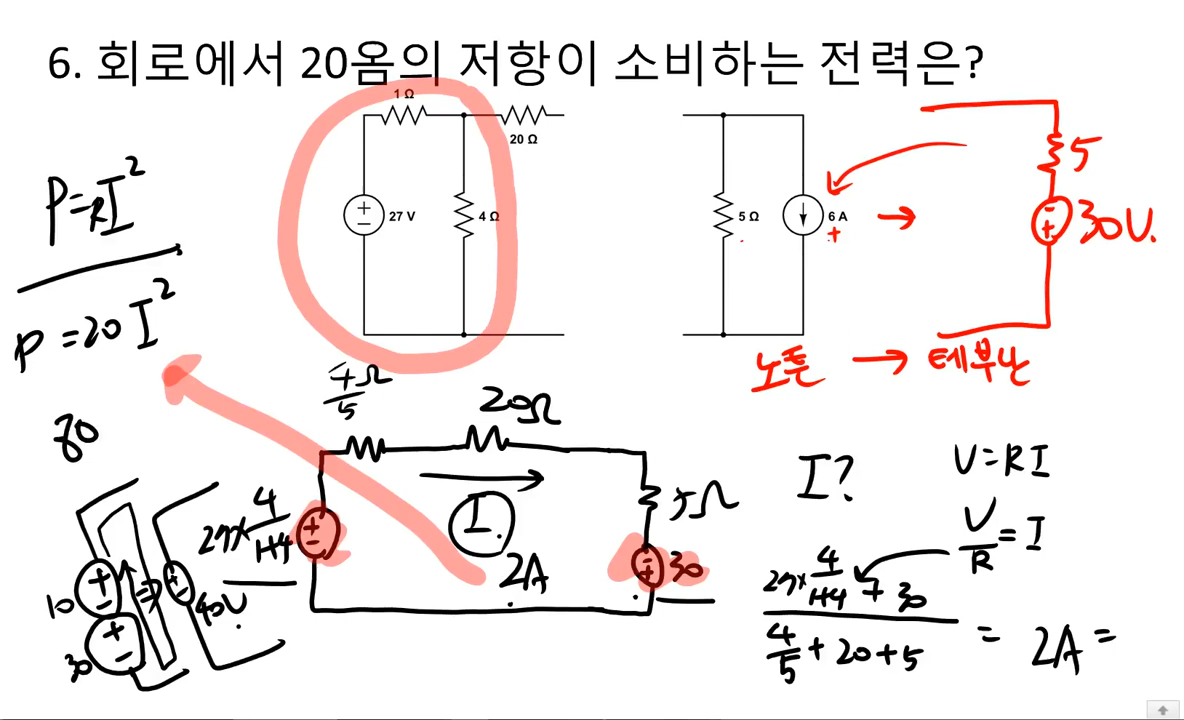 6. 회로에서 20옴의 저항이 소비하는 전력은?
1 Ω
20 Ω
27 V
4 Ω
5 Ω
6 A
+
→
5
30V.
노튼 → 테부난
P=RI²
P=20I²
80
4/5Ω
20Ω
5Ω
27×4/1+4
I.
2A
30
10
30
⇒
40V
I?
V=RI
V/R=I
27×4/1+4 + 30
4/5+20+5
= 2A =